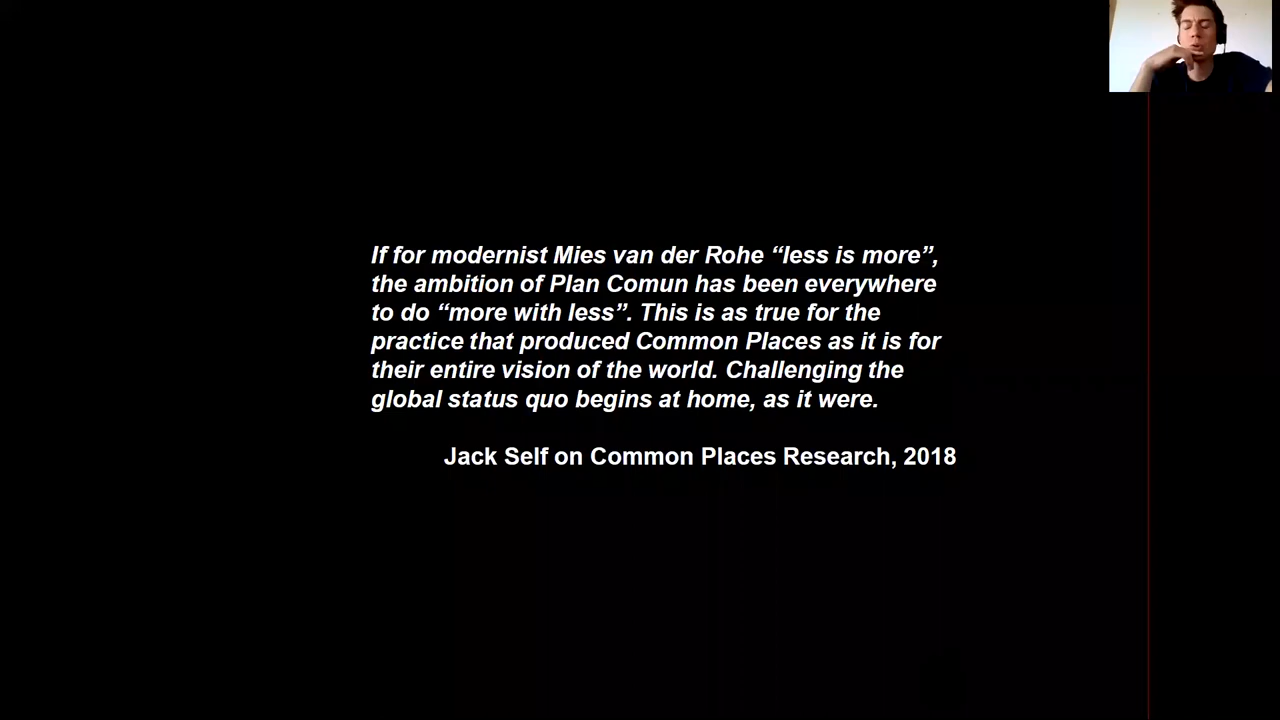 If for modernist Mies van der Rohe “less is more”,
the ambition of Plan Comun has been everywhere
to do “more with less”. This is as true for the
practice that produced Common Places as it is for
their entire vision of the world. Challenging the
global status quo begins at home, as it were.
Jack Self on Common Places Research, 2018